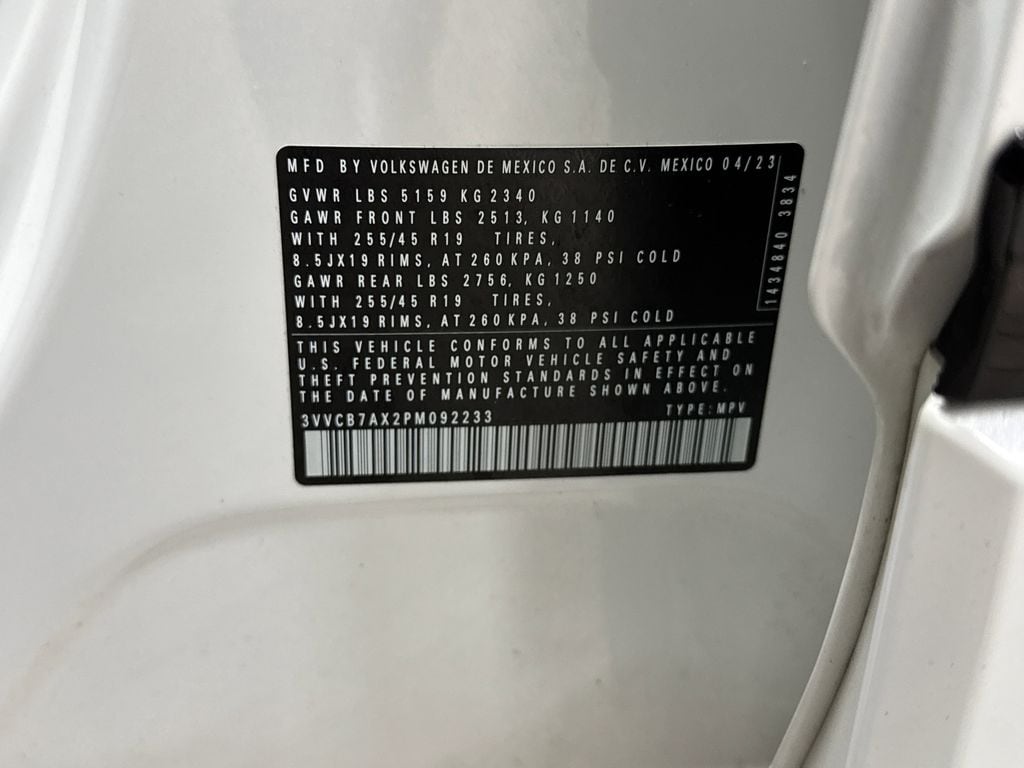 MFD BY VOLKSWAGEN DE MEXICO S.A. DE C.V. MEXICO 04/23
GVWR LBS 5159 KG 2340
GAWR FRONT LBS 2513, KG 1140
WITH 255/45 R19 TIRES,
8.5JX19 RIMS, AT 260 KPA, 38 PSI COLD
GAWR REAR LBS 2756, KG 1250
WITH 255/45 R19 TIRES,
8.5JX19 RIMS, AT 260 KPA, 38 PSI COLD
THIS VEHICLE CONFORMS TO ALL APPLICABLE
U.S. FEDERAL MOTOR VEHICLE SAFETY AND
THEFT PREVENTION STANDARDS IN EFFECT ON
THE DATE OF MANUFACTURE SHOWN ABOVE.
3VVCB7AX2PM092233 TYPE: MPV
1434840 3834